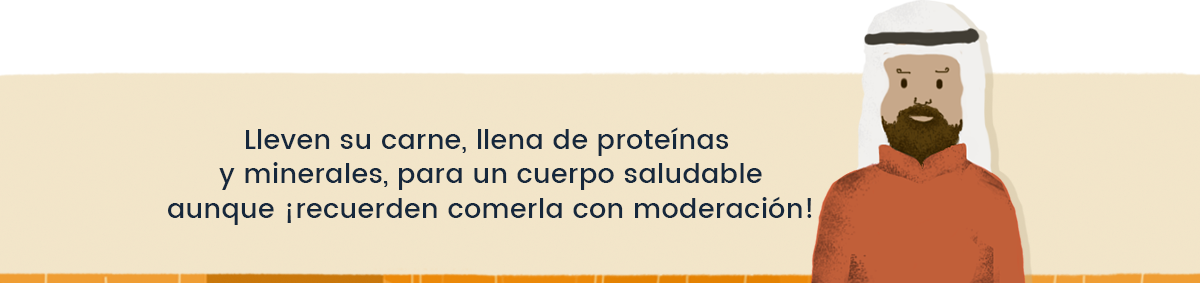 Lleven su carne, llena de proteínas
y minerales, para un cuerpo saludable
aunque ¡recuerden comerla con moderación!